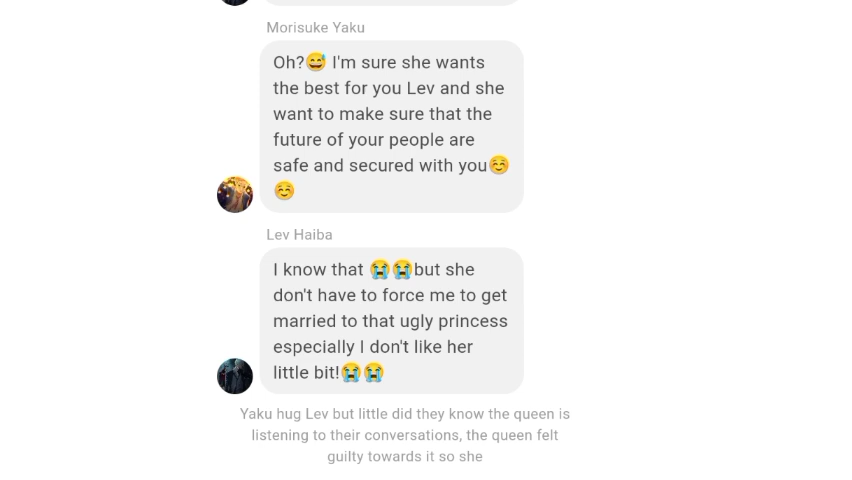 Morisuke Yaku
Oh?😅 I'm sure she wants
the best for you Lev and she
want to make sure that the
future of your people are
safe and secured with you☺️
☺️
Lev Haiba
I know that 😭😭but she
don't have to force me to get
married to that ugly princess
especially I don't like her
little bit!😭😭
Yaku hug Lev but little did they know the queen is
listening to their conversations, the queen felt
guilty towards it so she